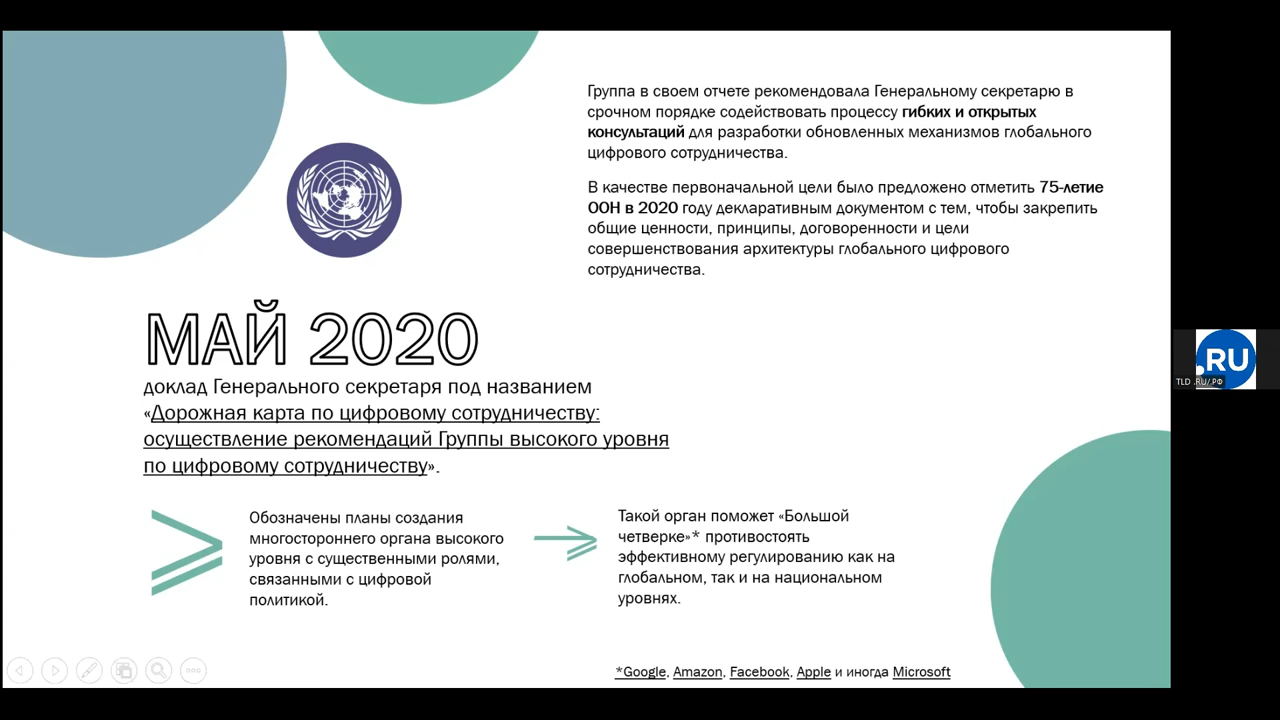 Группа в своем отчете рекомендовала Генеральному секретарю в
срочном порядке содействовать процессу гибких и открытых
консультаций для разработки обновленных механизмов глобального
цифрового сотрудничества.
В качестве первоначальной цели было предложено отметить 75-летие
ООН в 2020 году декларативным документом с тем, чтобы закрепить
общие ценности, принципы, договоренности и цели
совершенствования архитектуры глобального цифрового
сотрудничества.
МАЙ 2020
доклад Генерального секретаря под названием
«Дорожная карта по цифровому сотрудничеству:
осуществление рекомендаций Группы высокого уровня
по цифровому сотрудничеству».
Обозначены планы создания
многостороннего органа высокого
уровня с существенными ролями,
связанными с цифровой
политикой.
Такой орган поможет «Большой
четверке»* противостоять
эффективному регулированию как на
глобальном, так и на национальном
уровнях.
*Google, Amazon, Facebook, Apple и иногда Microsoft
.RU
TLD .RU/.РФ